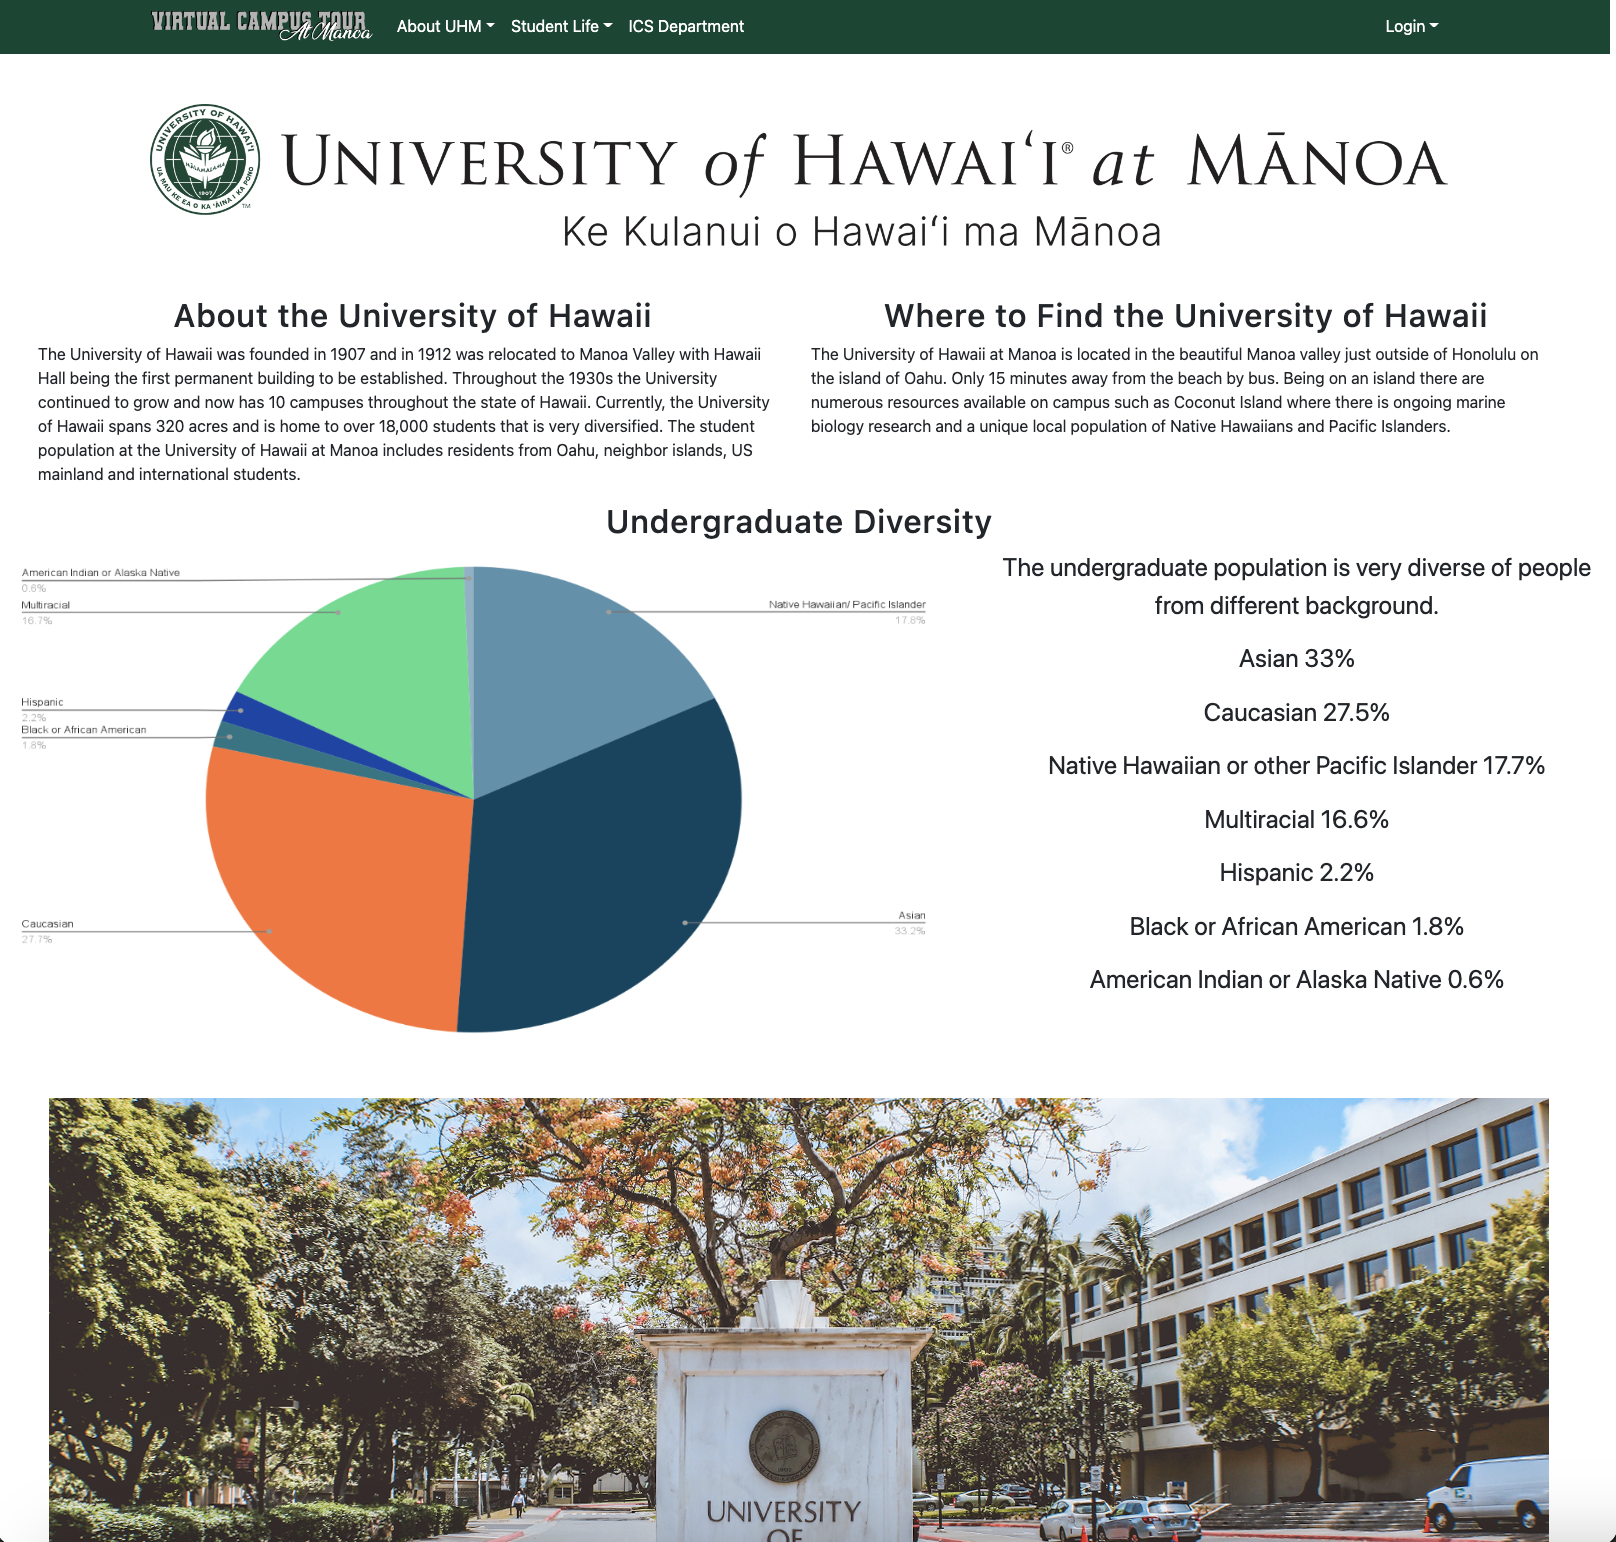 VIRTUAL CAMPUS TOUR
At Manoa
About UHM
Student Life
ICS Department
Login
UNIVERSITY OF HAWAI'I
MĀLAMALAMA
1907
UA MAU KE EA O KA ʻĀINA I KA PONO
TM
UNIVERSITY of HAWAIʻI® at MĀNOA
Ke Kulanui o Hawaiʻi ma Mānoa
About the University of Hawaii
The University of Hawaii was founded in 1907 and in 1912 was relocated to Manoa Valley with Hawaii
Hall being the first permanent building to be established. Throughout the 1930s the University
continued to grow and now has 10 campuses throughout the state of Hawaii. Currently, the University
of Hawaii spans 320 acres and is home to over 18,000 students that is very diversified. The student
population at the University of Hawaii at Manoa includes residents from Oahu, neighbor islands, US
mainland and international students.
Where to Find the University of Hawaii
The University of Hawaii at Manoa is located in the beautiful Manoa valley just outside of Honolulu on
the island of Oahu. Only 15 minutes away from the beach by bus. Being on an island there are
numerous resources available on campus such as Coconut Island where there is ongoing marine
biology research and a unique local population of Native Hawaiians and Pacific Islanders.
Undergraduate Diversity
American Indian or Alaska Native
0.6%
Multiracial
16.7%
Hispanic
2.2%
Black or African American
1.8%
Caucasian
27.7%
Native Hawaiian/ Pacific Islander
17.8%
Asian
33.2%
The undergraduate population is very diverse of people
from different background.
Asian 33%
Caucasian 27.5%
Native Hawaiian or other Pacific Islander 17.7%
Multiracial 16.6%
Hispanic 2.2%
Black or African American 1.8%
American Indian or Alaska Native 0.6%
UNIVERSITY
OF